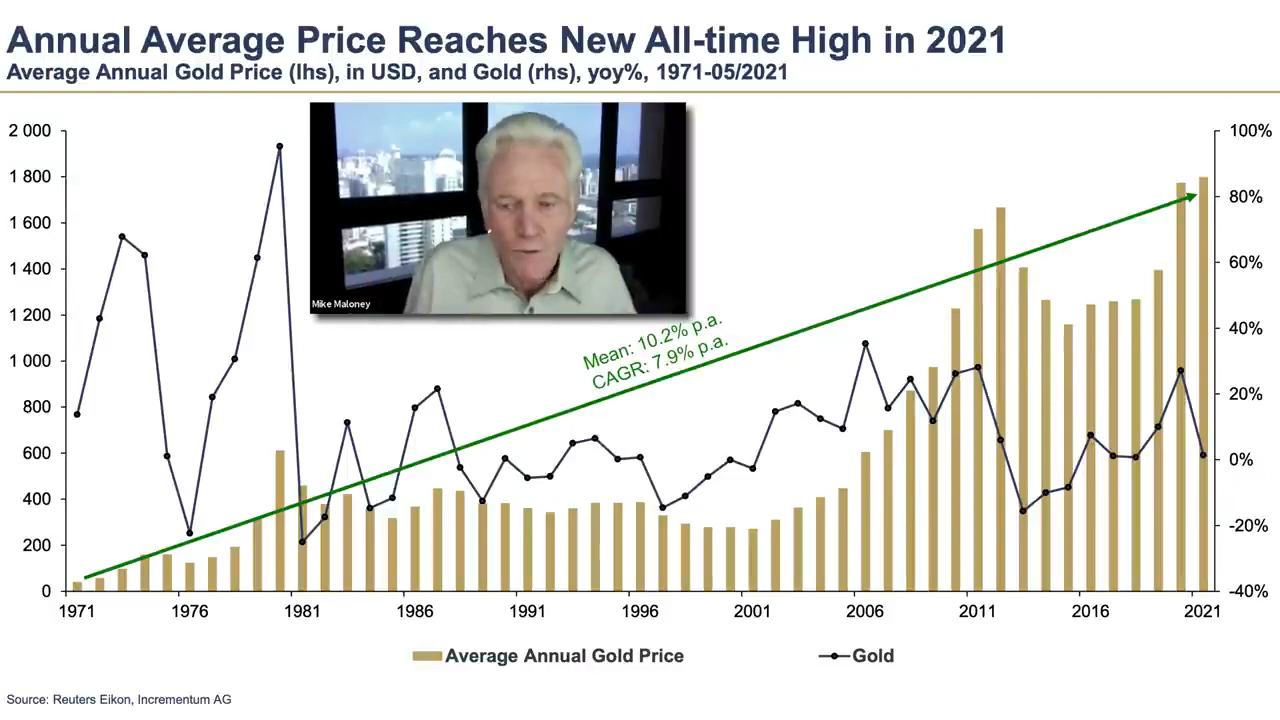 Annual Average Price Reaches New All-time High in 2021
Average Annual Gold Price (lhs), in USD, and Gold (rhs), yoy%, 1971-05/2021
2 000
1 800
1 600
1 400
1 200
1 000
800
600
400
200
0
100%
80%
60%
40%
20%
0%
-20%
-40%
Mike Maloney
Mean: 10.2% p.a.
CAGR: 7.9% p.a.
1971 1976 1981 1986 1991 1996 2001 2006 2011 2016 2021
Average Annual Gold Price
Gold
Source: Reuters Eikon, Incrementum AG